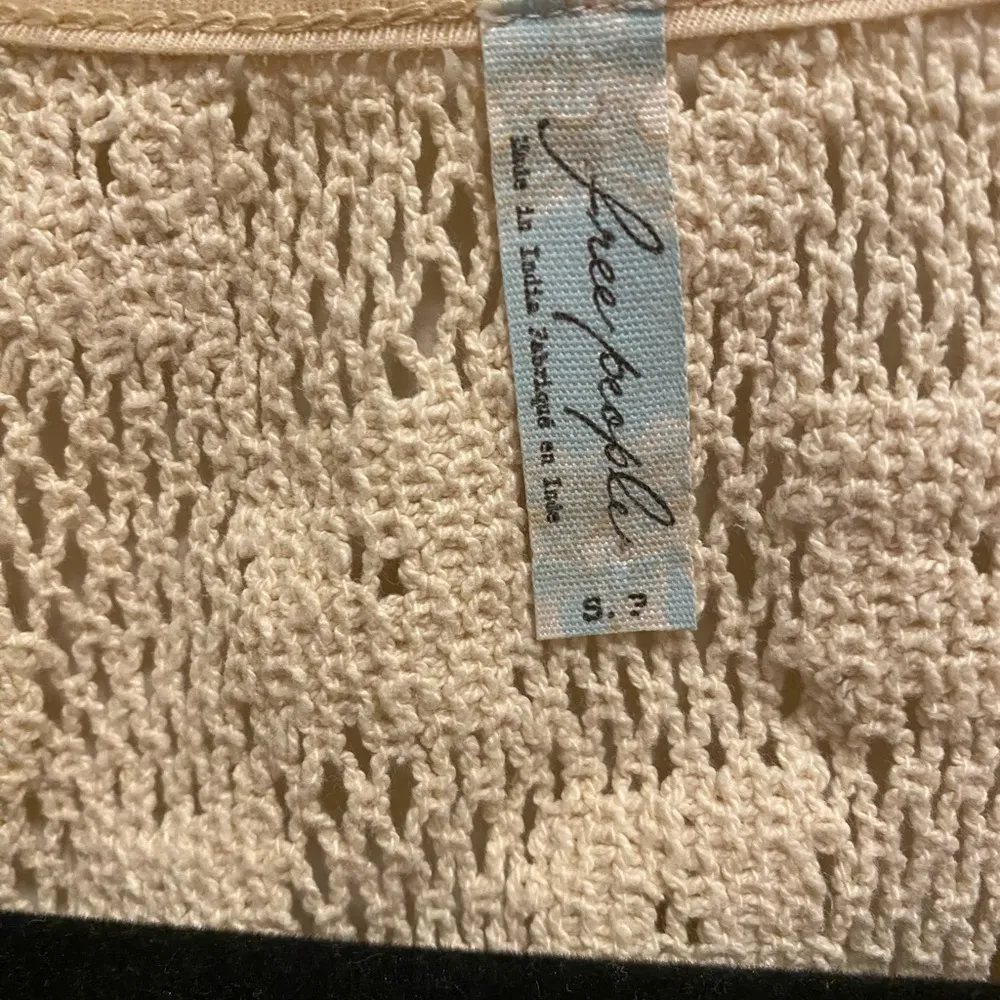 free people
Made in India Fabriqué en Inde
S. P